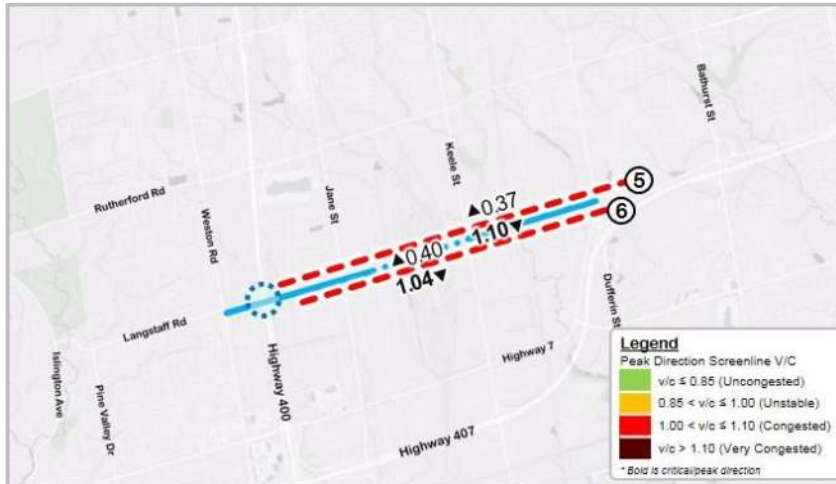 Bathurst St
Keele St
⑤
▲0.37
Rutherford Rd
Jane St
Weston Rd
⑥
1.10▼
▲0.40
1.04▼
Langstaff Rd
Dufferin St
Highway 400
Highway 7
Islington Ave
Pine Valley Dr
Highway 407
Legend
Peak Direction Screenline V/C
v/c ≤ 0.85 (Uncongested)
0.85 < v/c ≤ 1.00 (Unstable)
1.00 < v/c ≤ 1.10 (Congested)
v/c > 1.10 (Very Congested)
* Bold is critical/peak direction